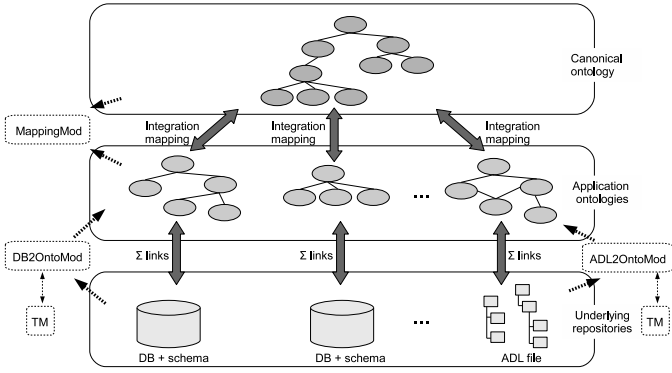 Canonical
ontology
MappingMod
Integration
mapping
Integration
mapping
Integration
mapping
...
Application
ontologies
DB2OntoMod
Σ links
Σ links
Σ links
ADL2OntoMod
TM
...
Underlying
repositories
TM
DB + schema
DB + schema
ADL file